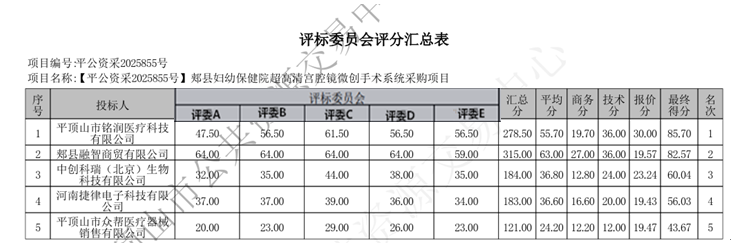 评标委员会评分汇总表
项目编号:平公资采2025855号
项目名称:【平公资采2025855号】郏县妇幼保健院超高清宫腔镜微创手术系统采购项目
序号 投标人 评标委员会 汇总分 平均分 商务分 技术分 报价分 最终得分 名次
评委A 评委B 评委C 评委D 评委E
1 平顶山市铭润医疗科技有限公司 47.50 56.50 61.50 56.50 56.50 278.50 55.70 19.70 36.00 30.00 85.70 1
2 郏县融智商贸有限公司 64.00 64.00 64.00 64.00 59.00 315.00 63.00 27.00 36.00 19.57 82.57 2
3 中创科瑞（北京）生物科技有限公司 32.00 35.00 44.00 38.00 35.00 184.00 36.80 12.80 24.00 23.24 60.04 3
4 河南捷律电子科技有限公司 37.00 37.00 39.00 36.00 34.00 183.00 36.60 16.60 20.00 19.43 56.03 4
5 平顶山市众帮医疗器械销售有限公司 20.00 23.00 29.00 26.00 23.00 121.00 24.20 12.20 12.00 19.47 43.67 5